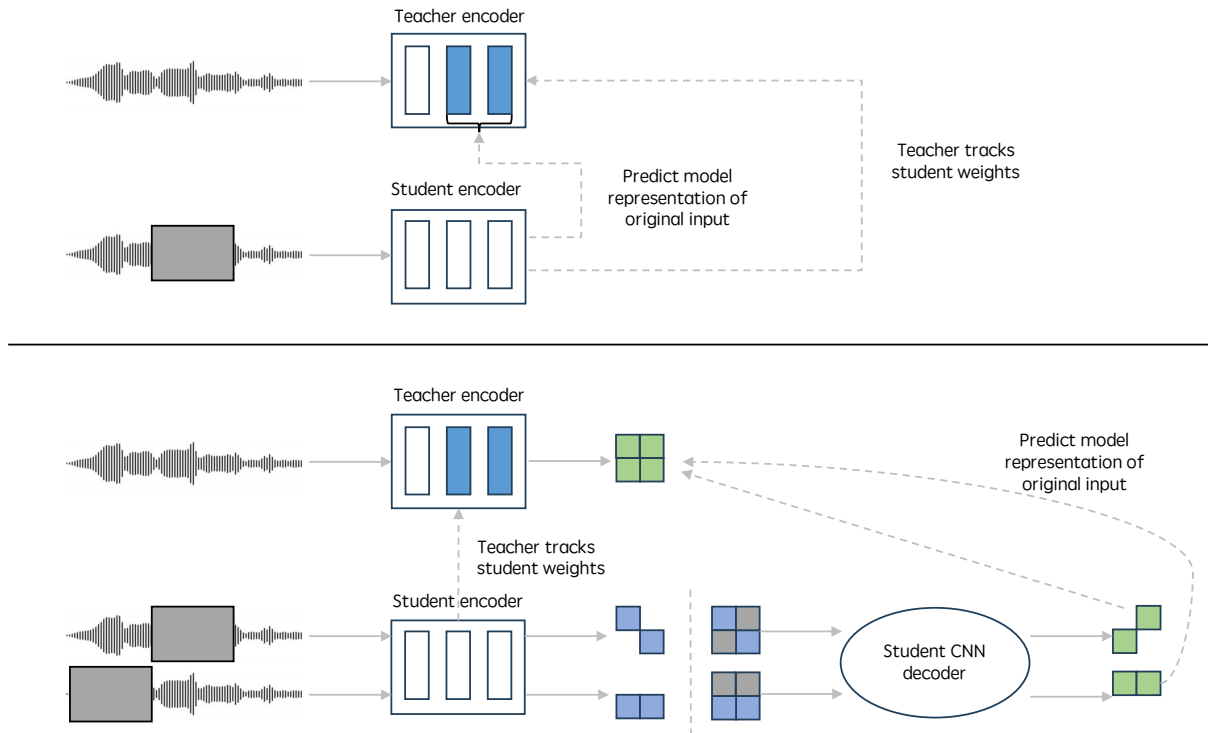 Teacher encoder
Teacher tracks
student weights
Predict model
representation of
original input
Student encoder
Teacher encoder
Predict model
representation of
original input
Teacher tracks
student weights
Student encoder
Student CNN
decoder